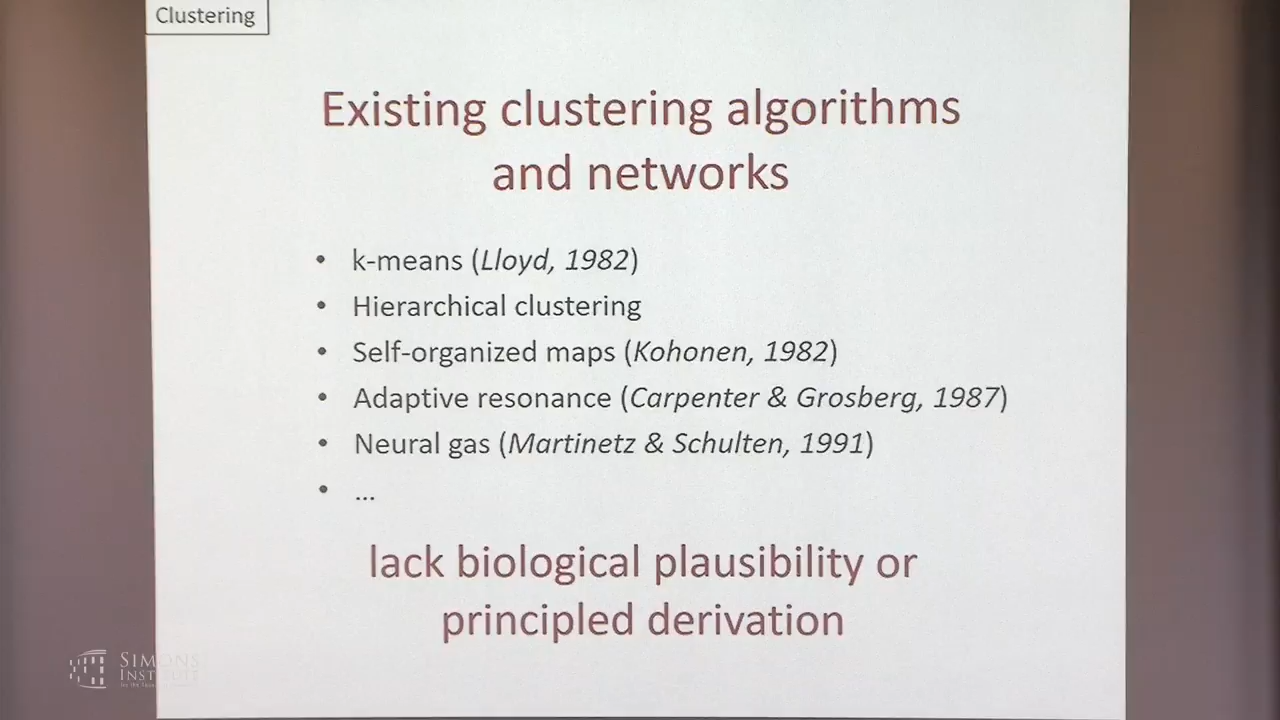 Clustering
Existing clustering algorithms
and networks
• k-means (Lloyd, 1982)
• Hierarchical clustering
• Self-organized maps (Kohonen, 1982)
• Adaptive resonance (Carpenter & Grosberg, 1987)
• Neural gas (Martinetz & Schulten, 1991)
• ...
lack biological plausibility or
principled derivation
SIMONS
INSTITUTE